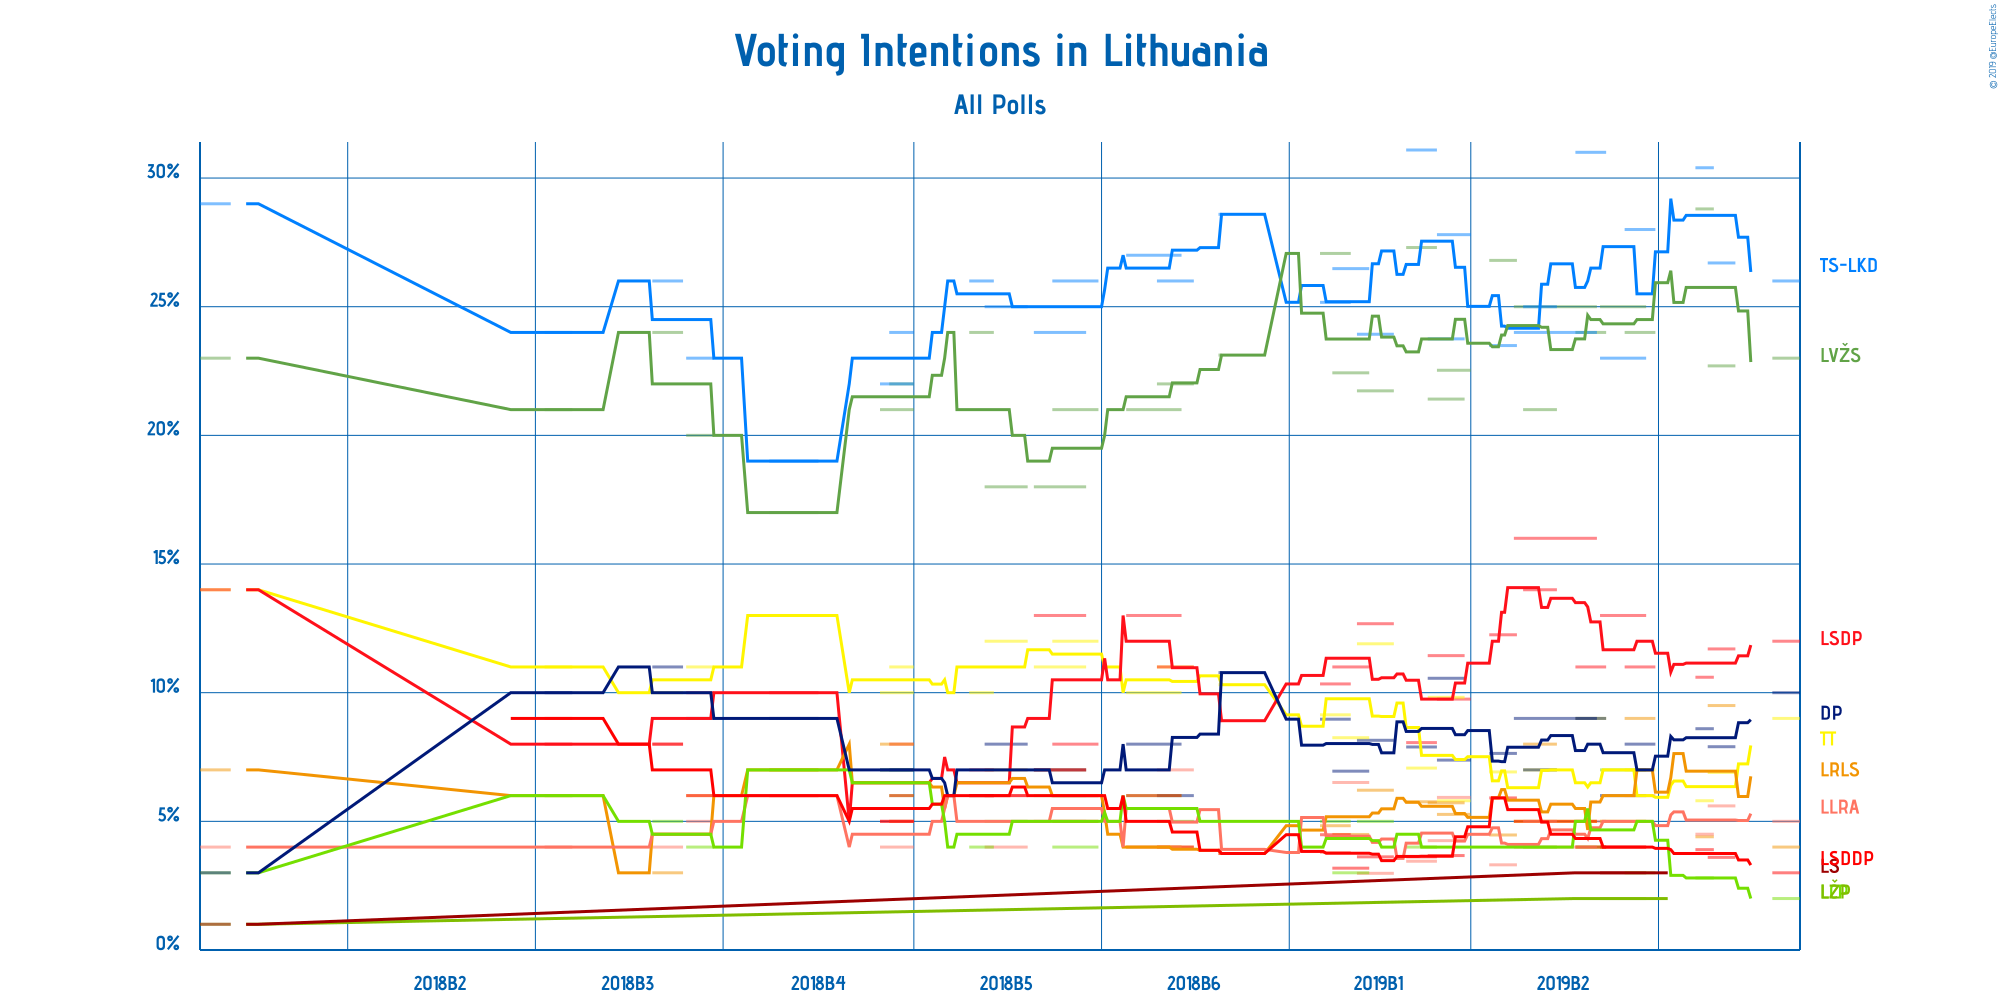 Voting Intentions in Lithuania
All Polls
© 2019 @EuropeElects
30%
25%
20%
15%
10%
5%
0%
TS-LKD
LVŽS
LSDP
DP
TT
LRLS
LLRA
LSDDP
LS
LŽP
2018B2
2018B3
2018B4
2018B5
2018B6
2019B1
2019B2